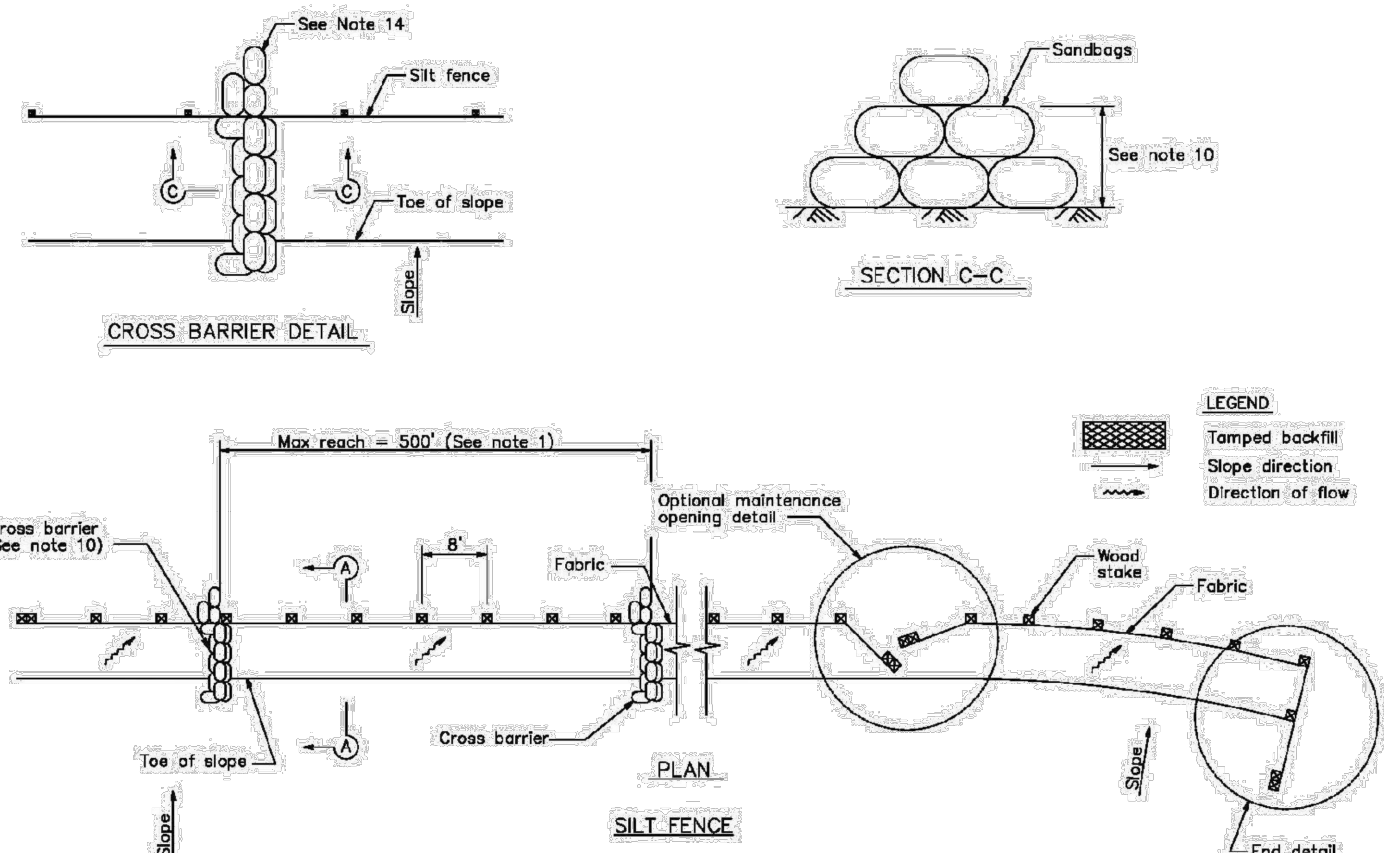 See Note 14
Silt fence
C
C
Toe of slope
Slope
CROSS BARRIER DETAIL
Sandbags
See note 10
SECTION C-C
LEGEND
Tamped backfill
Slope direction
Direction of flow
Max reach = 500' (See note 1)
ross barrier
See note 10)
8'
A
Fabric
Optional maintenance
opening detail
Wood
stake
Fabric
A
Cross barrier
Toe of slope
Slope
Slope
PLAN
SILT FENCE
End detail